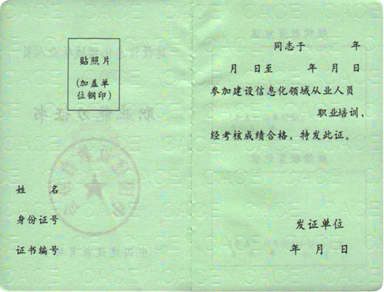 贴照片
(加盖单
位钢印)
姓 名
身份证号
证书编号
同志于 年
月 日至 年 月 日
参加建设信息化领域从业人员
职业培训,
经考核成绩合格,特发此证。
发证单位
年 月 日